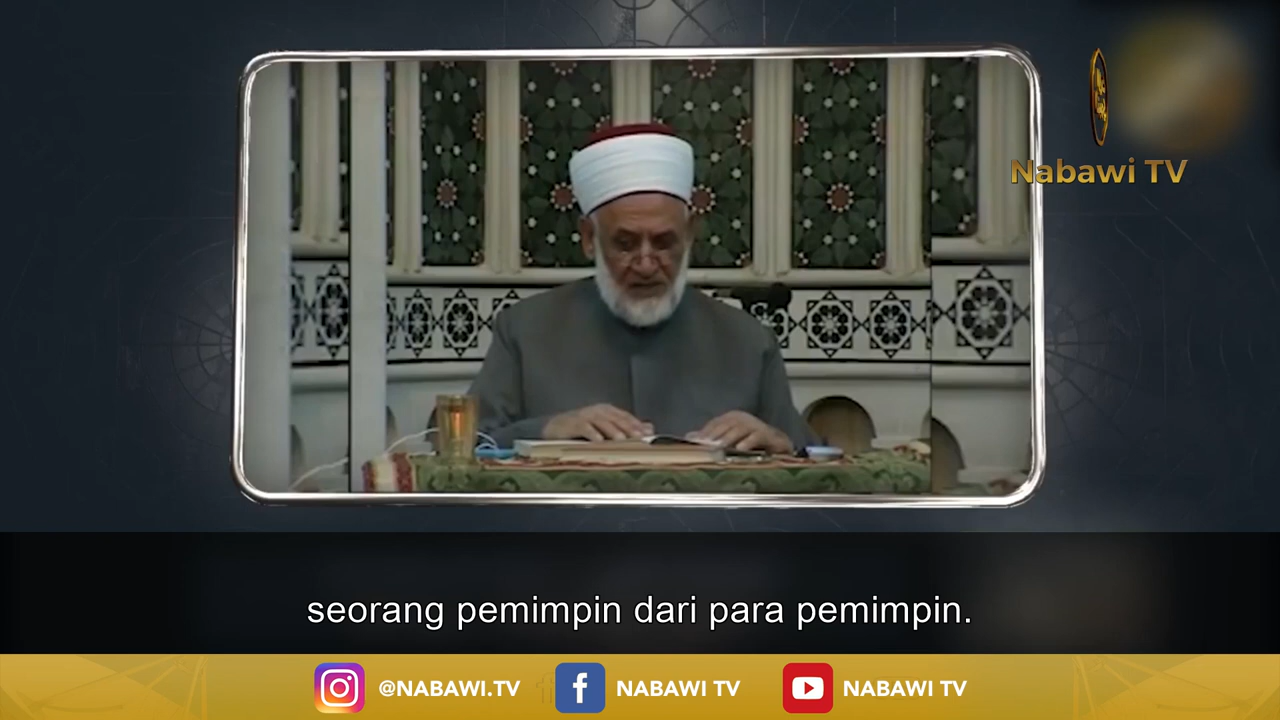 Nabawi TV
seorang pemimpin dari para pemimpin.
@NABAWI.TV
NABAWI TV
NABAWI TV